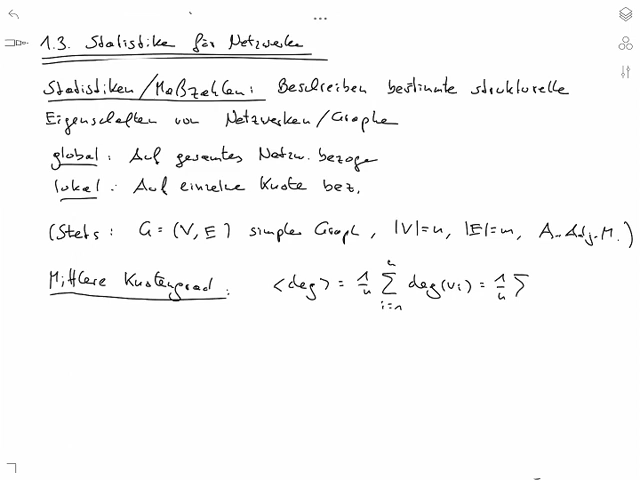 1.3. Statistiken für Netzwerke
Statistiken/Maßzahlen: Beschreiben bestimmte strukturelle
Eigenschaften von Netzwerken/Graphen
global: Auf gesamtes Netzw. bezogen
lokal: Auf einzelne Knoten bez.
(Stets: G = (V, E) simpler Graph, |V|=n, |E|=m, A.. Adj. M.)
Mittlerer Knotengrad: <deg> = 1/n ∑_{i=1}^{n} deg(v_i) = 1/n ∑